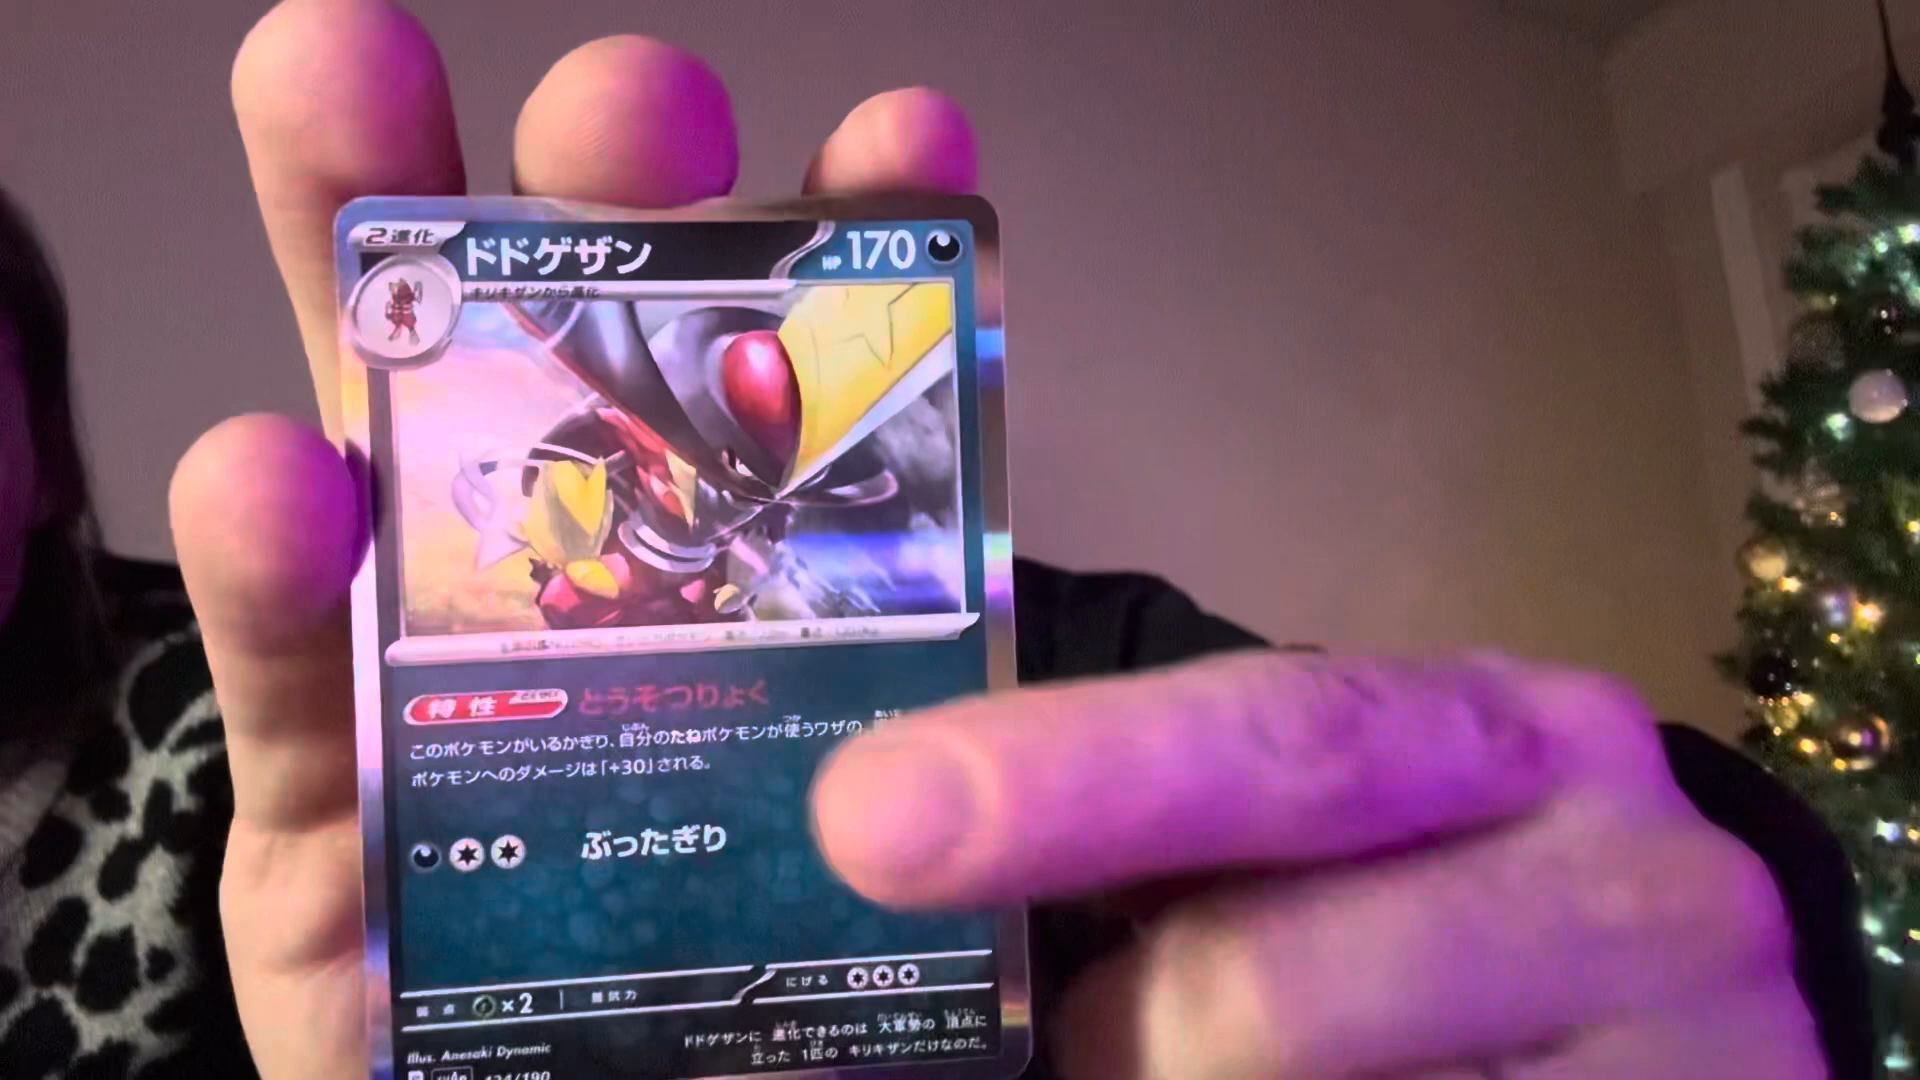 2進化 ドドゲザン HP 170
キリキザンから進化
特性 とうそつりょく
このポケモンがいるかぎり、自分のたねポケモンが使うワザの
ポケモンへのダメージは「+30」される。
ぶったぎり
弱点 ×2 抵抗力 にげる
ドドゲザンに 進化できるのは 大軍勢の 頂点に
立った 1匹の キリキザンだけなのだ。
Illus. Anesaki Dynamic
/190